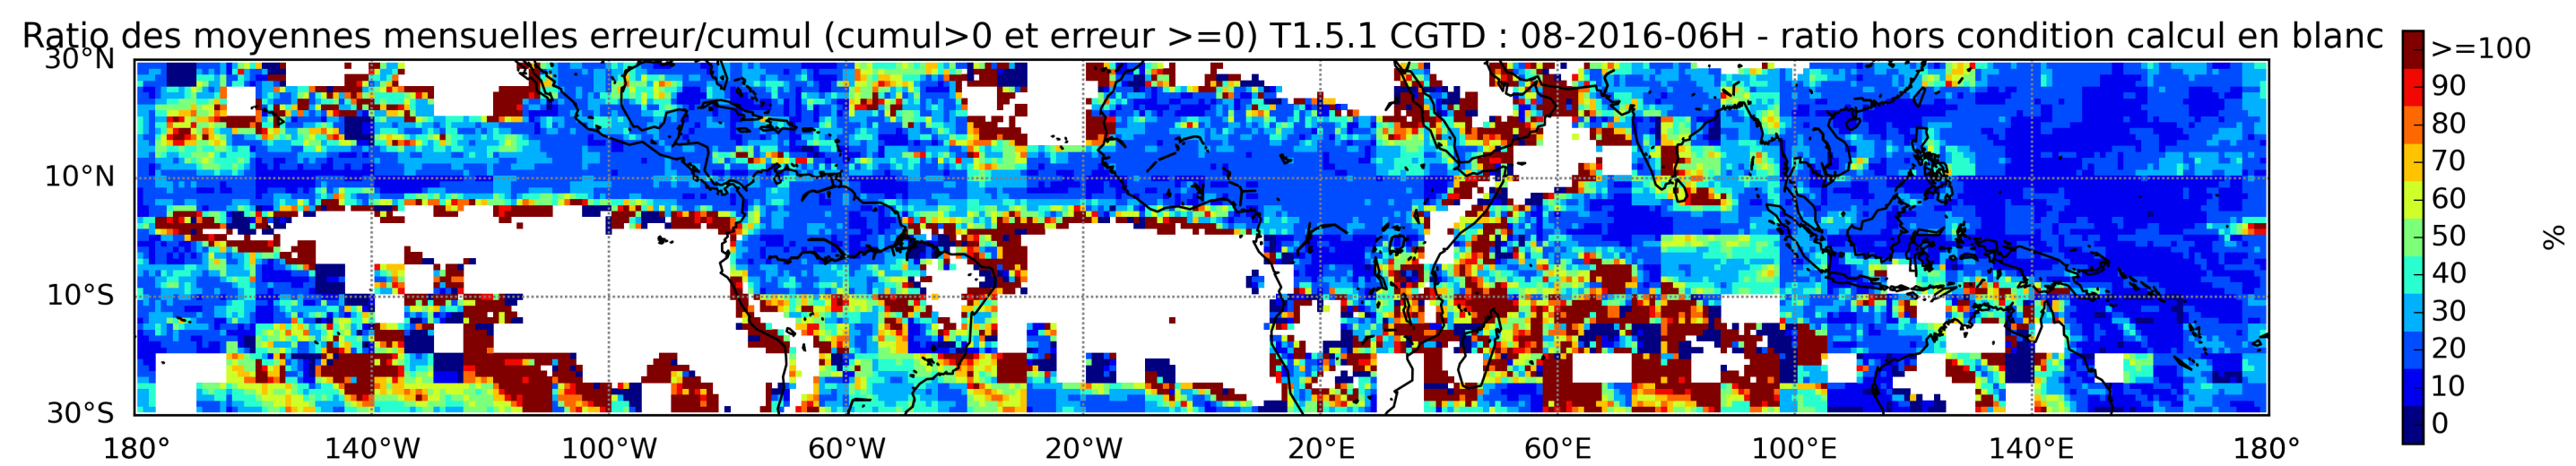 Ratio des moyennes mensuelles erreur/cumul (cumul>0 et erreur >=0) T1.5.1 CGTD : 08-2016-06H - ratio hors condition calcul en blanc
30°N
10°N
10°S
30°S
180° 140°W 100°W 60°W 20°W 20°E 60°E 100°E 140°E 180°
>=100
90
80
70
60
50
40
30
20
10
0
%